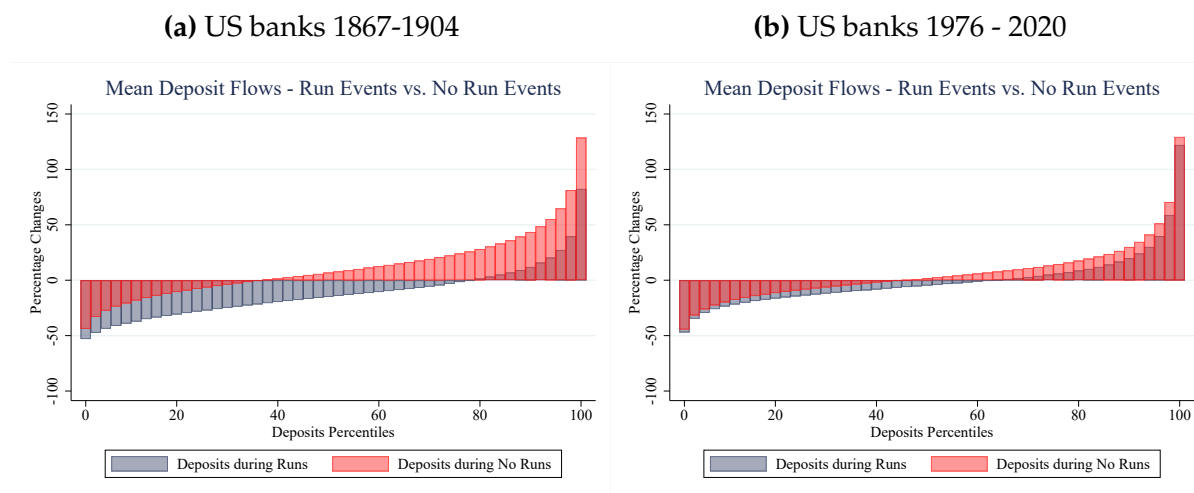 (a) US banks 1867-1904
Mean Deposit Flows - Run Events vs. No Run Events
Percentage Changes
150
100
50
0
-50
-100
0 20 40 60 80 100
Deposits Percentiles
Deposits during Runs Deposits during No Runs
(b) US banks 1976 - 2020
Mean Deposit Flows - Run Events vs. No Run Events
Percentage Changes
150
100
50
0
-50
-100
0 20 40 60 80 100
Deposits Percentiles
Deposits during Runs Deposits during No Runs